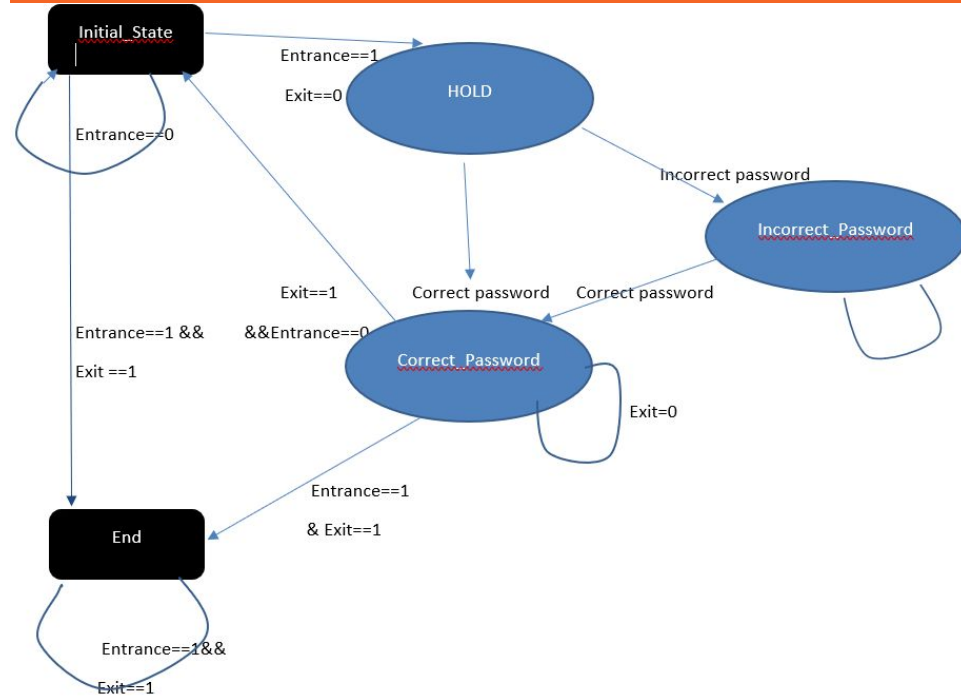 Initial_State
Entrance==1
Exit==0
HOLD
Entrance==0
Incorrect password
Incorrect_Password
Exit==1
&&Entrance==0
Correct password
Correct password
Entrance==1 &&
Exit ==1
Correct_Password
Exit=0
Entrance==1
& Exit==1
End
Entrance==1&&
Exit==1